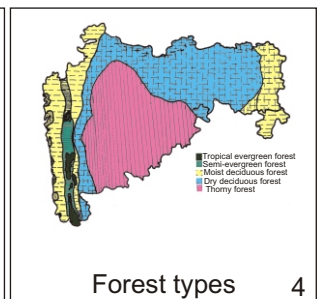 Tropical evergreen forest
Semi-evergreen forest
Moist deciduous forest
Dry deciduous forest
Thorny forest
Forest types 4